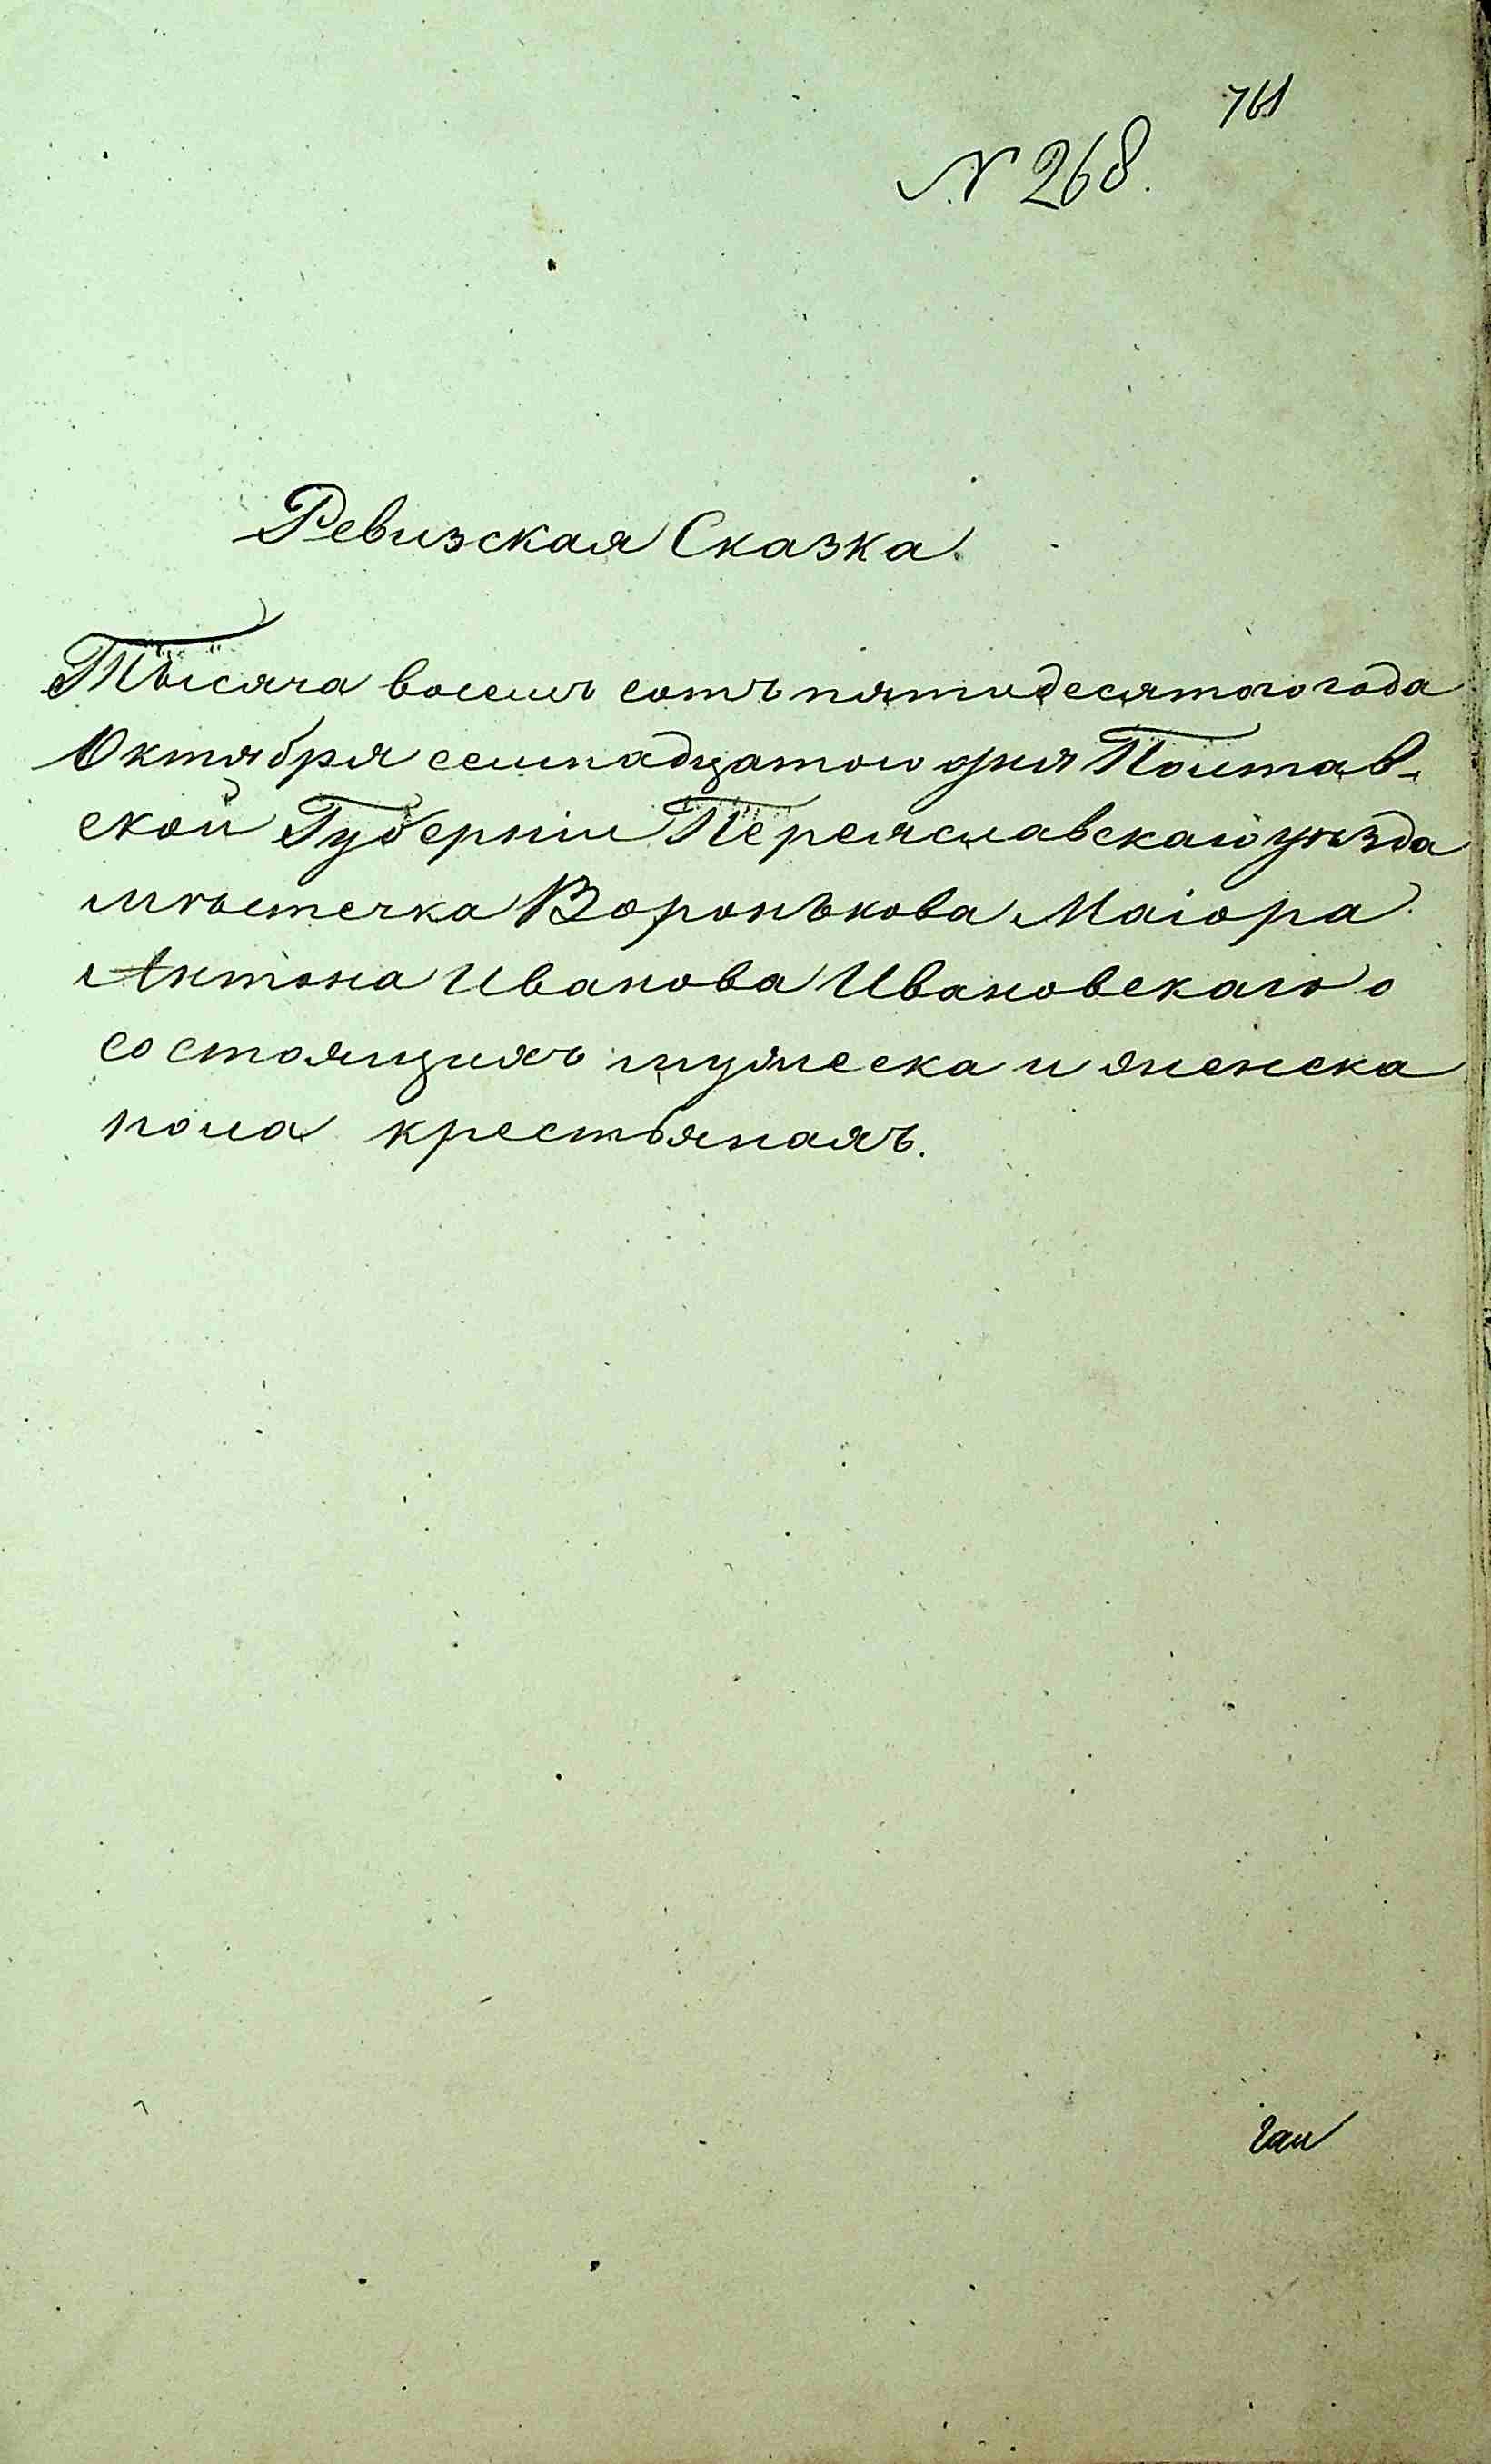 761
N 268.
Ревизская Сказка.
Тысяча восемь сотъ пятидесятого года
Октября семнадцатого дня Полтав-
ской Губерніи Переяславскаго уѣзда
мѣстечка Воронькова Маіора
Антона Иванова Ивановскаго о
состоящихъ мужеска и женска
пола крестьянахъ.